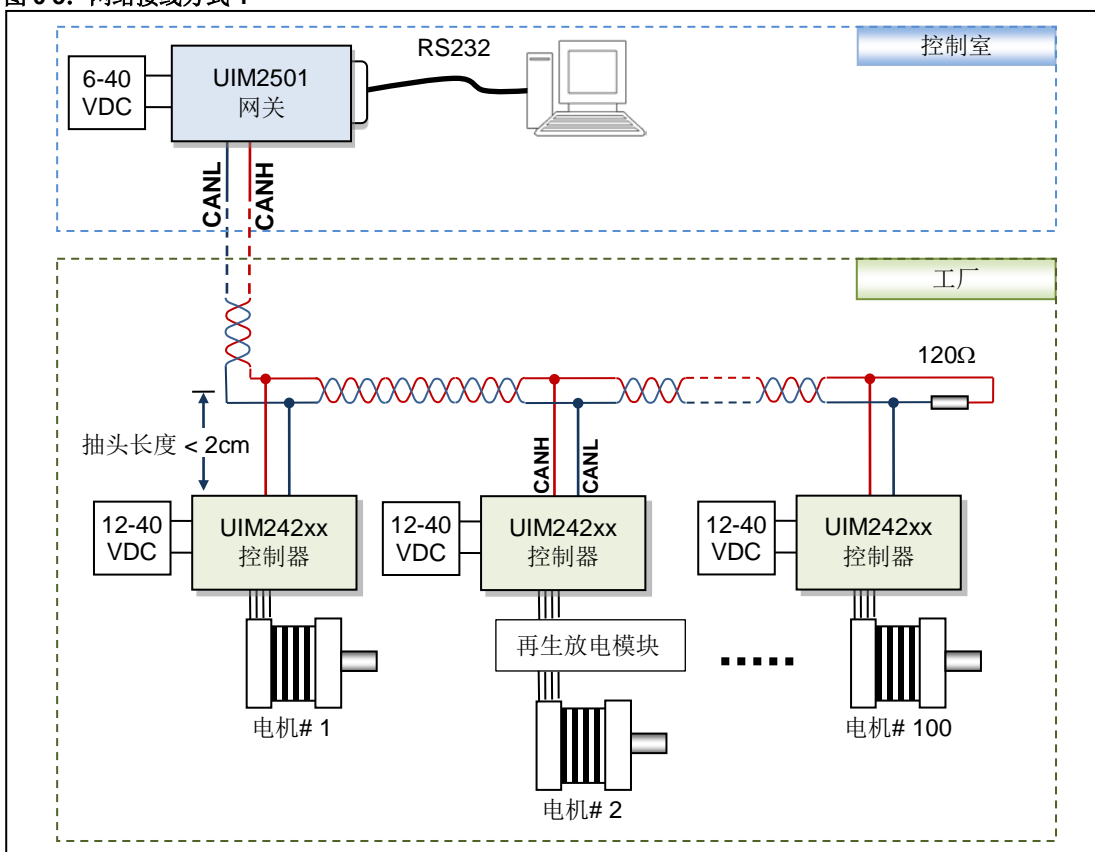 RS232
控制室
6-40
VDC
UIM2501
网关
CANL
CANH
工厂
120Ω
抽头长度 < 2cm
CANH
CANL
12-40
VDC
UIM242xx
控制器
12-40
VDC
UIM242xx
控制器
12-40
VDC
UIM242xx
控制器
再生放电模块
电机# 1
电机# 2
电机# 100